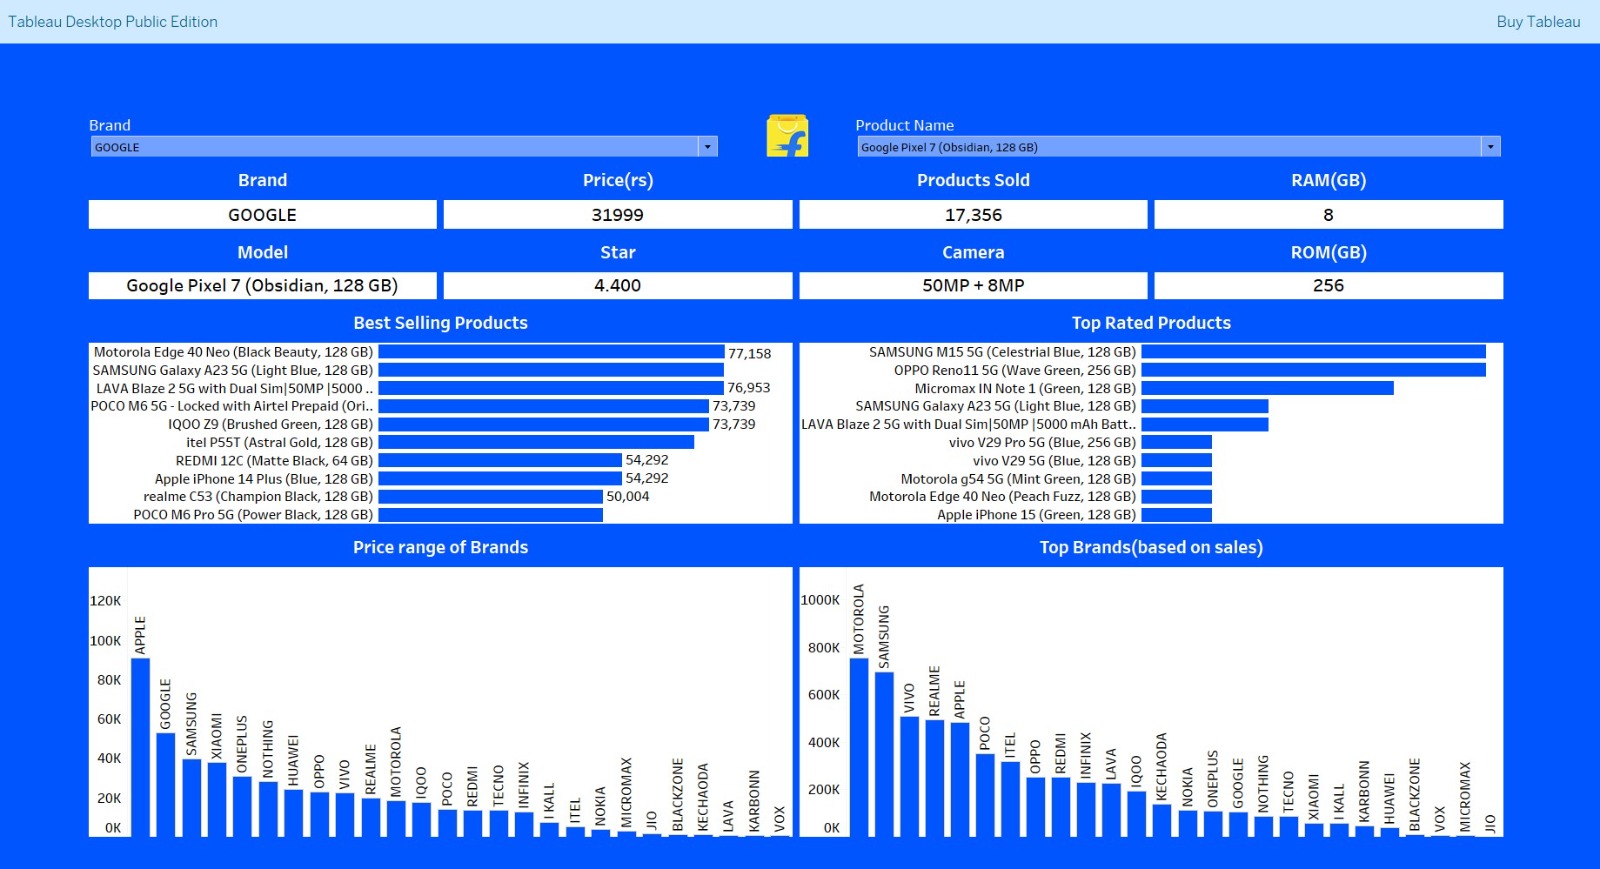 Tableau Desktop Public Edition
Buy Tableau
Brand
Product Name
GOOGLE
Google Pixel 7 (Obsidian, 128 GB)
Brand
Price(rs)
Products Sold
RAM(GB)
GOOGLE
31999
17,356
8
Model
Star
Camera
ROM(GB)
Google Pixel 7 (Obsidian, 128 GB)
4.400
50MP + 8MP
256
Best Selling Products
Motorola Edge 40 Neo (Black Beauty, 128 GB) 77,158
SAMSUNG Galaxy A23 5G (Light Blue, 128 GB)
LAVA Blaze 2 5G with Dual Sim|50MP |5000 .. 76,953
POCO M6 5G - Locked with Airtel Prepaid (Ori.. 73,739
IQOO Z9 (Brushed Green, 128 GB) 73,739
itel P55T (Astral Gold, 128 GB)
REDMI 12C (Matte Black, 64 GB) 54,292
Apple iPhone 14 Plus (Blue, 128 GB) 54,292
realme C53 (Champion Black, 128 GB) 50,004
POCO M6 Pro 5G (Power Black, 128 GB)
Top Rated Products
SAMSUNG M15 5G (Celestial Blue, 128 GB)
OPPO Reno11 5G (Wave Green, 256 GB)
Micromax IN Note 1 (Green, 128 GB)
SAMSUNG Galaxy A23 5G (Light Blue, 128 GB)
LAVA Blaze 2 5G with Dual Sim|50MP |5000 mAh Batt..
vivo V29 Pro 5G (Blue, 256 GB)
vivo V29 5G (Blue, 128 GB)
Motorola g54 5G (Mint Green, 128 GB)
Motorola Edge 40 Neo (Peach Fuzz, 128 GB)
Apple iPhone 15 (Green, 128 GB)
Price range of Brands
120K
100K
80K
60K
40K
20K
0K
APPLE
GOOGLE
SAMSUNG
XIAOMI
ONEPLUS
NOTHING
HUAWEI
OPPO
VIVO
REALME
MOTOROLA
IQOO
POCO
REDMI
TECNO
INFINIX
I KALL
ITEL
NOKIA
MICROMAX
JIO
BLACKZONE
KECHAODA
LAVA
KARBONN
VOX
Top Brands(based on sales)
1000K
800K
600K
400K
200K
0K
MOTOROLA
SAMSUNG
VIVO
REALME
APPLE
POCO
ITEL
OPPO
REDMI
INFINIX
LAVA
IQOO
KECHAODA
NOKIA
ONEPLUS
GOOGLE
NOTHING
TECNO
XIAOMI
I KALL
KARBONN
HUAWEI
BLACKZONE
VOX
MICROMAX
JIO